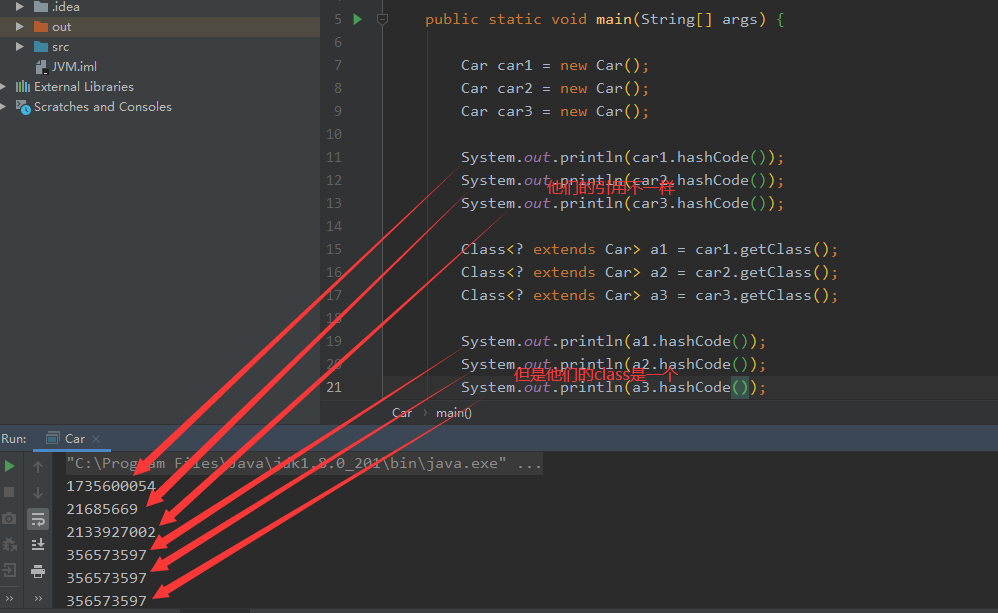 .idea
out
src
JVM.iml
External Libraries
Scratches and Consoles
5 public static void main(String[] args) {
6
7 Car car1 = new Car();
8 Car car2 = new Car();
9 Car car3 = new Car();
10
11 System.out.println(car1.hashCode());
12 System.out.println(car2.hashCode());
他们的引用不一样
13 System.out.println(car3.hashCode());
14
15 Class<? extends Car> a1 = car1.getClass();
16 Class<? extends Car> a2 = car2.getClass();
17 Class<? extends Car> a3 = car3.getClass();
18
19 System.out.println(a1.hashCode());
20 System.out.println(a2.hashCode());
但是他们的class是一个
21 System.out.println(a3.hashCode());
Car › main()
Run: Car ×
"C:\Program Files\Java\jdk1.8.0_201\bin\java.exe" ...
1735600054
21685669
2133927002
356573597
356573597
356573597